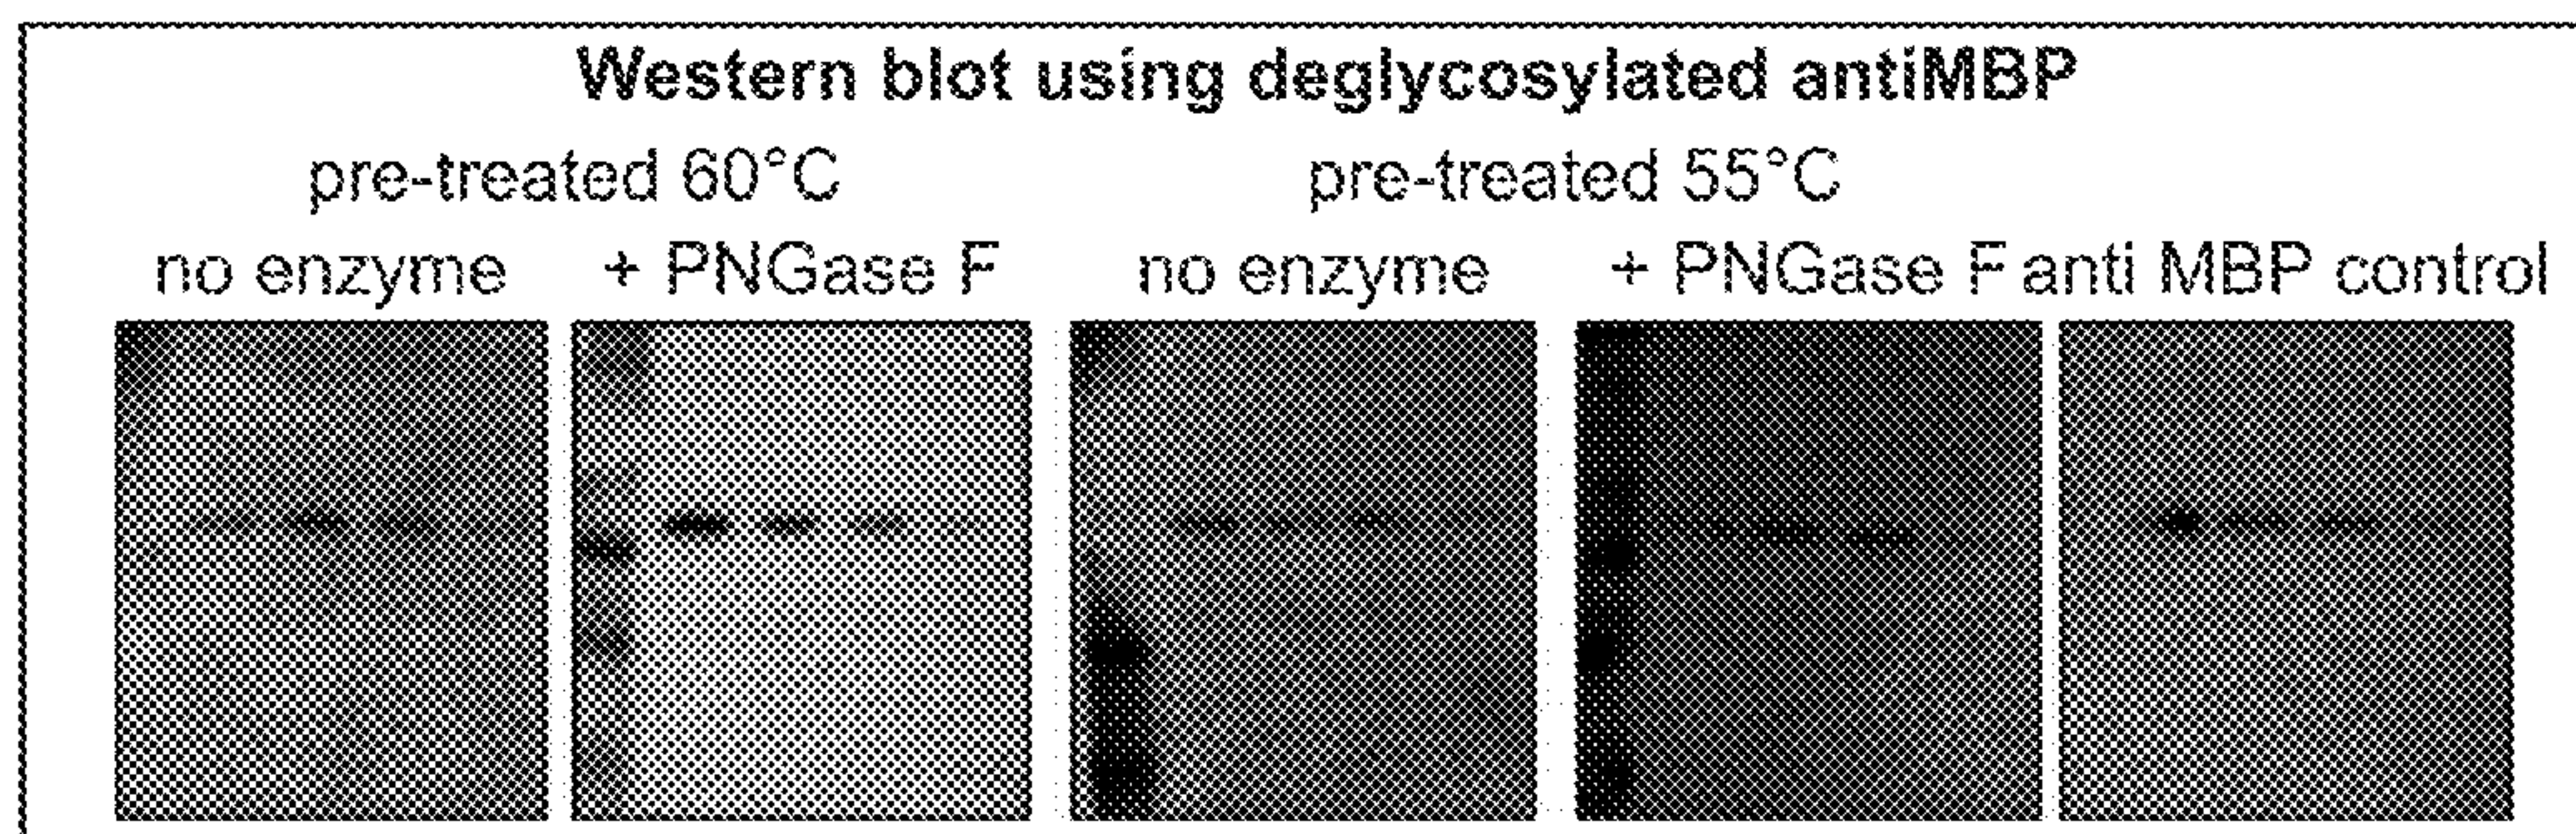 Western blot using deglycosylated antiMBP
pre-treated 60°C pre-treated 55°C
no enzyme + PNGase F no enzyme + PNGase F anti MBP control